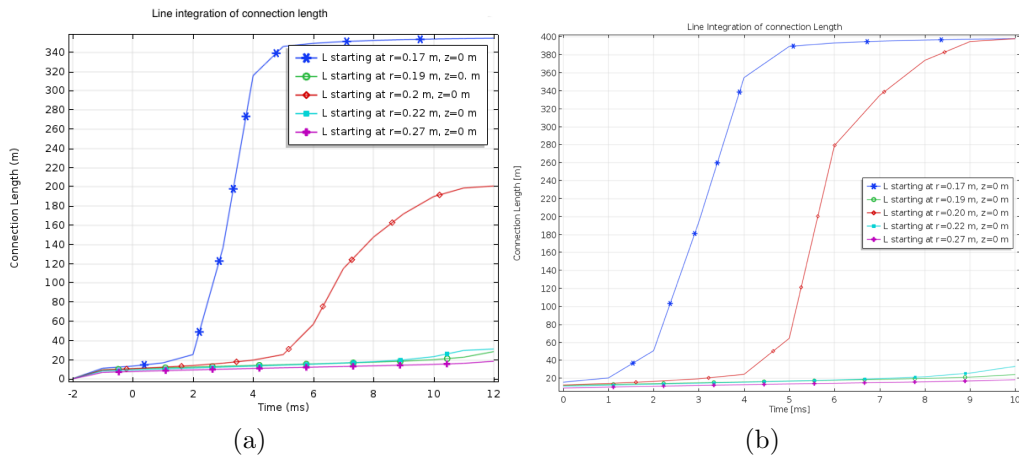 Line integration of connection length
Connection Length (m)
360
340
320
300
280
260
240
220
200
180
160
140
120
100
80
60
40
20
0
L starting at r=0.17 m, z=0 m
L starting at r=0.19 m, z=0. m
L starting at r=0.2 m, z=0 m
L starting at r=0.22 m, z=0 m
L starting at r=0.27 m, z=0 m
-2 0 2 4 6 8 10 12
Time (ms)
(a)
Line Integration of connection Length
Connection Length [m]
400
380
360
340
320
300
280
260
240
220
200
180
160
140
120
100
80
60
40
20
L starting at r=0.17 m, z=0 m
L starting at r=0.19 m, z=0 m
L starting at r=0.20 m, z=0 m
L starting at r=0.22 m, z=0 m
L starting at r=0.27 m, z=0 m
0 1 2 3 4 5 6 7 8 9 10
Time [ms]
(b)